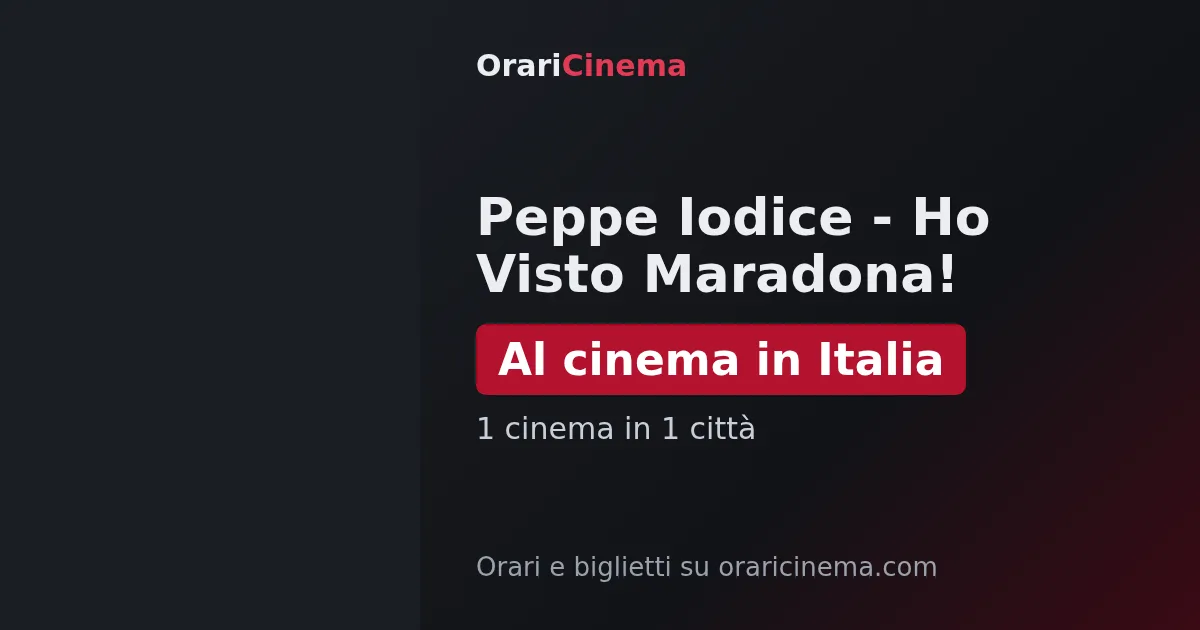 OrariCinema
Peppe Iodice - Ho
Visto Maradona!
Al cinema in Italia
1 cinema in 1 città
Orari e biglietti su oraricinema.com